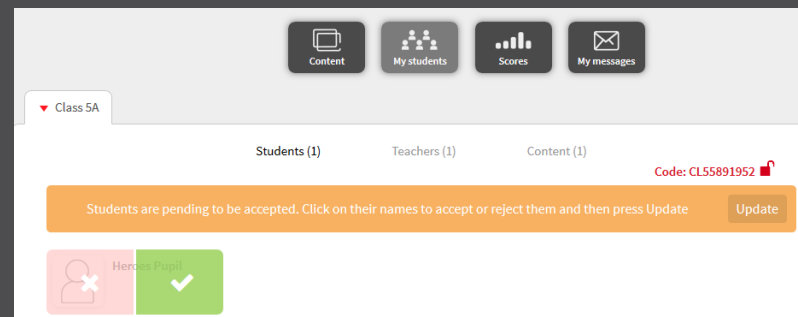 Content
My students
Scores
My messages
Class 5A
Students (1)
Teachers (1)
Content (1)
Code: CL55891952
Students are pending to be accepted. Click on their names to accept or reject them and then press Update
Update
Heroes Pupil